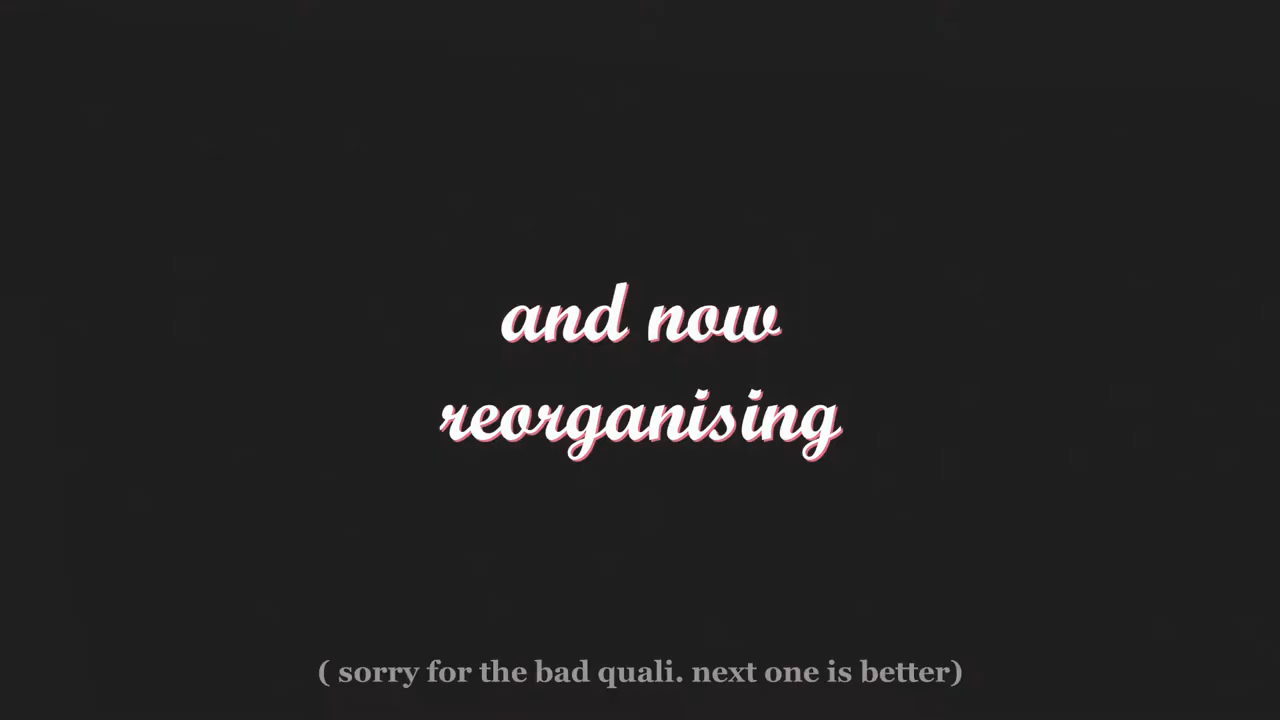 and now
reorganising
( sorry for the bad quali. next one is better)